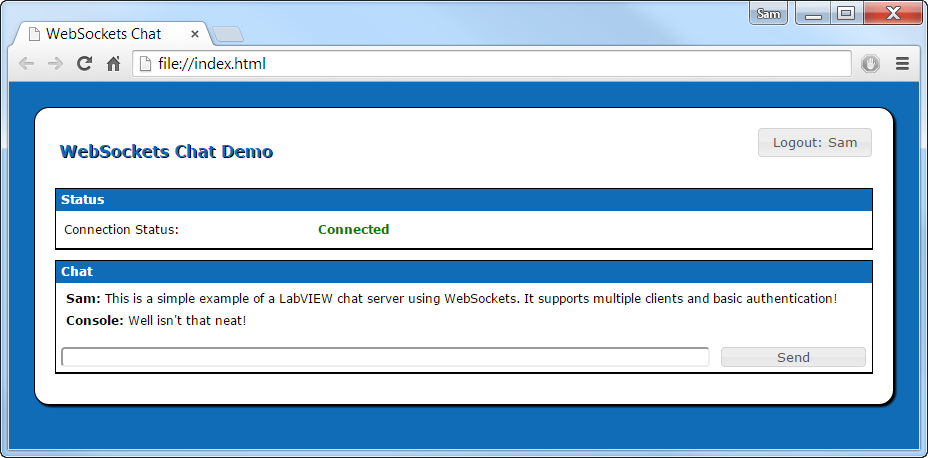 Sam
WebSockets Chat
file://index.html
WebSockets Chat Demo
Logout: Sam
Status
Connection Status: Connected
Chat
Sam: This is a simple example of a LabVIEW chat server using WebSockets. It supports multiple clients and basic authentication!
Console: Well isn't that neat!
Send